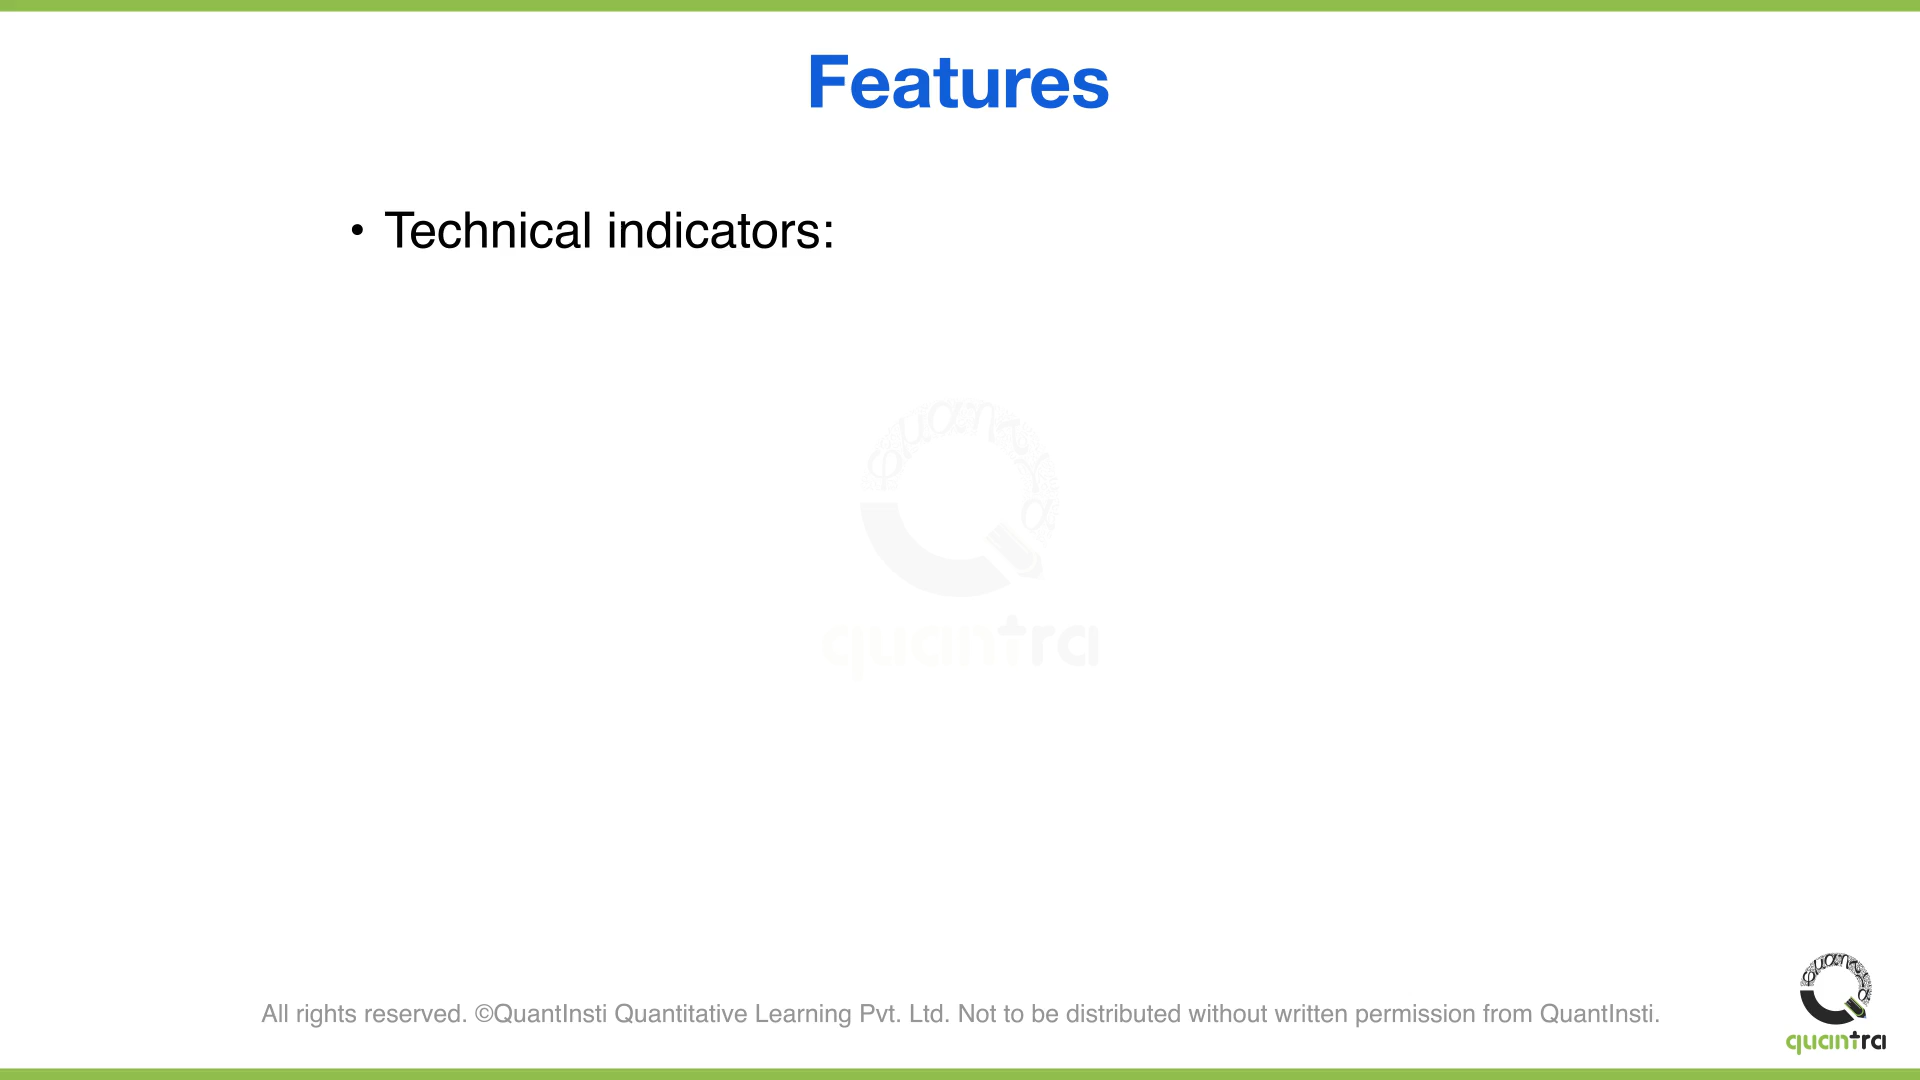 Features
• Technical indicators:
quantra
All rights reserved. ©QuantInsti Quantitative Learning Pvt. Ltd. Not to be distributed without written permission from QuantInsti.
quantra